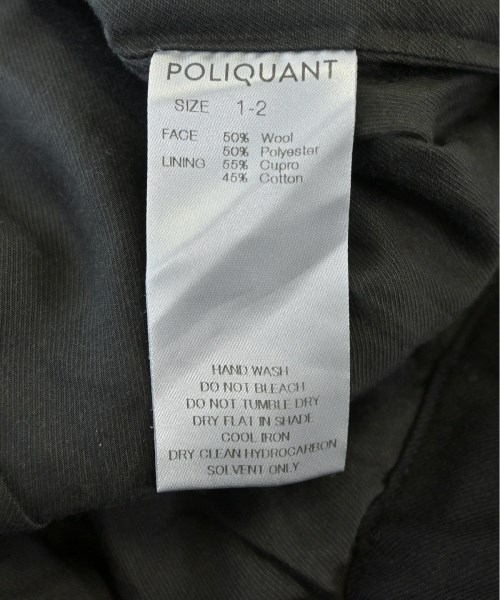 POLIQUANT
SIZE 1-2
FACE 50% Wool
50% Polyester
LINING 55% Cupro
45% Cotton
HAND WASH
DO NOT BLEACH
DO NOT TUMBLE DRY
DRY FLAT IN SHADE
COOL IRON
DRY CLEAN HYDROCARBON
SOLVENT ONLY